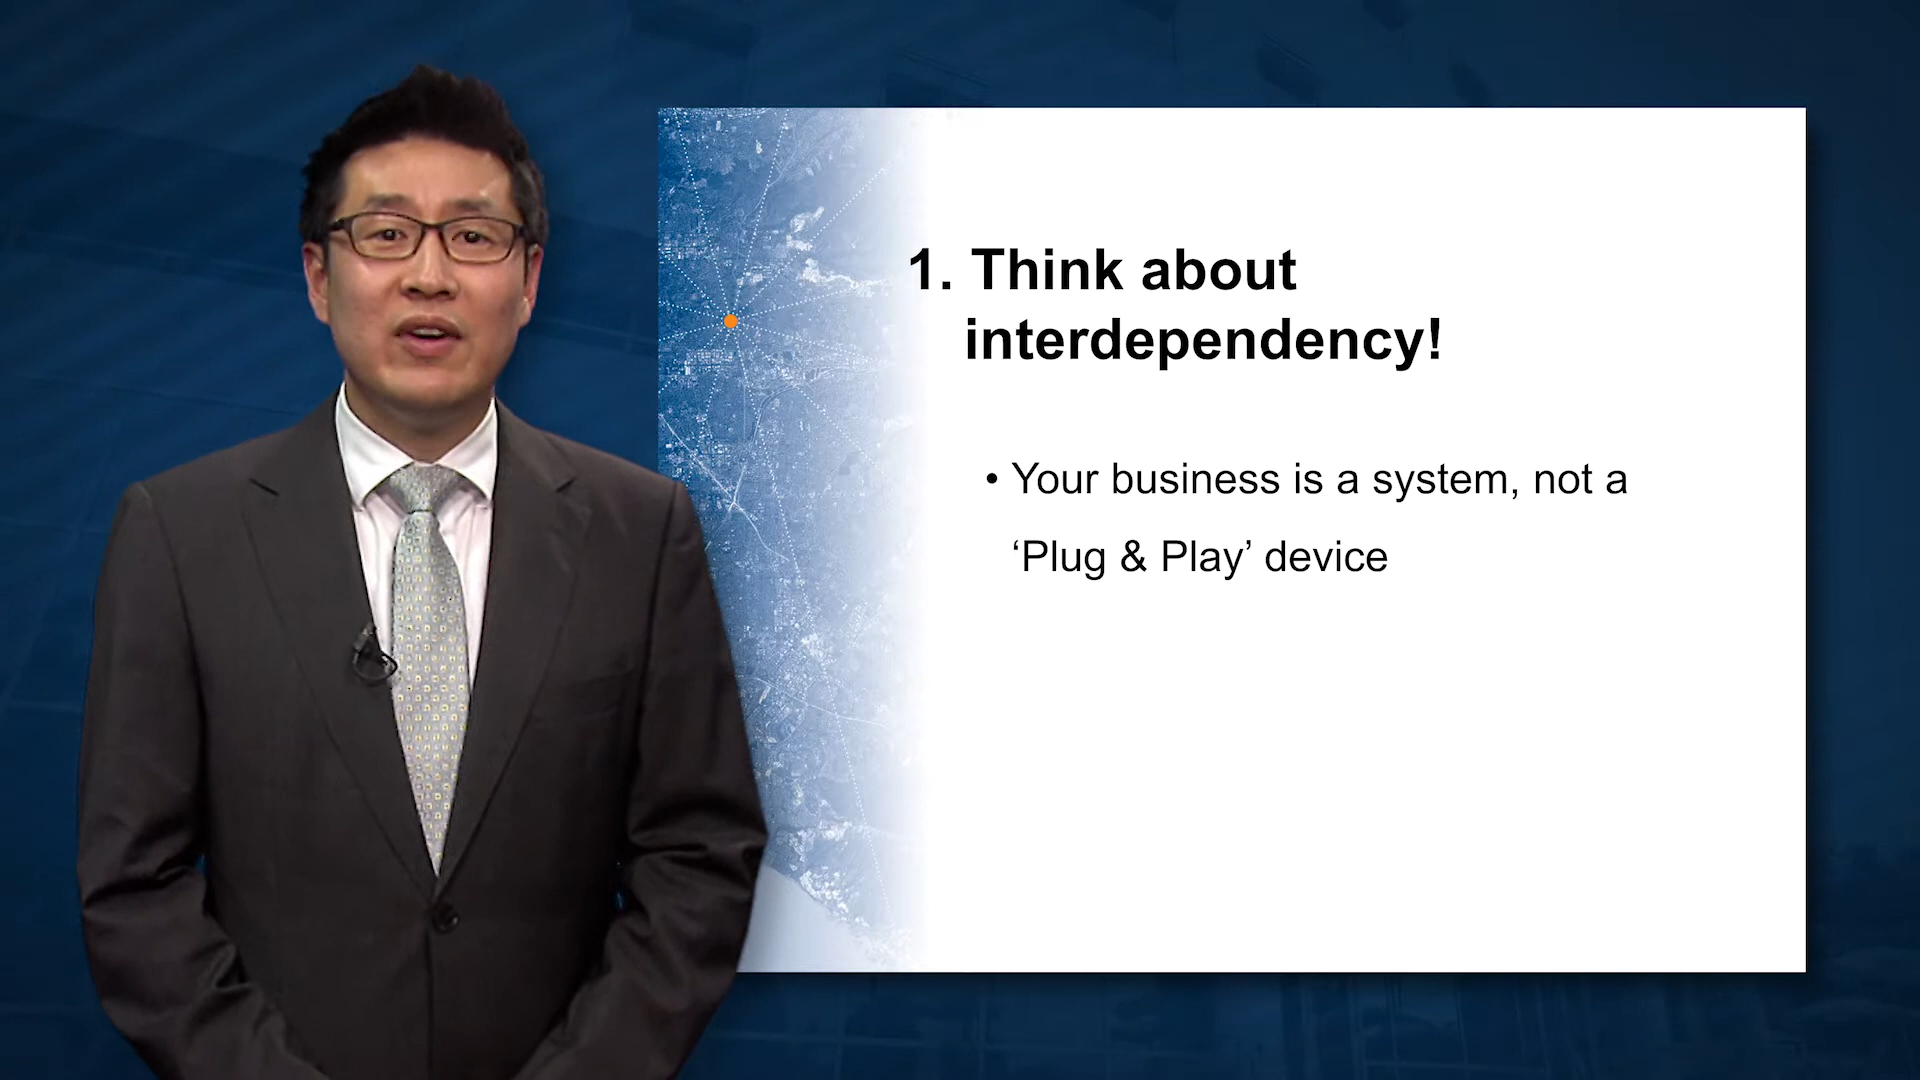 1. Think about
interdependency!
• Your business is a system, not a
‘Plug & Play’ device